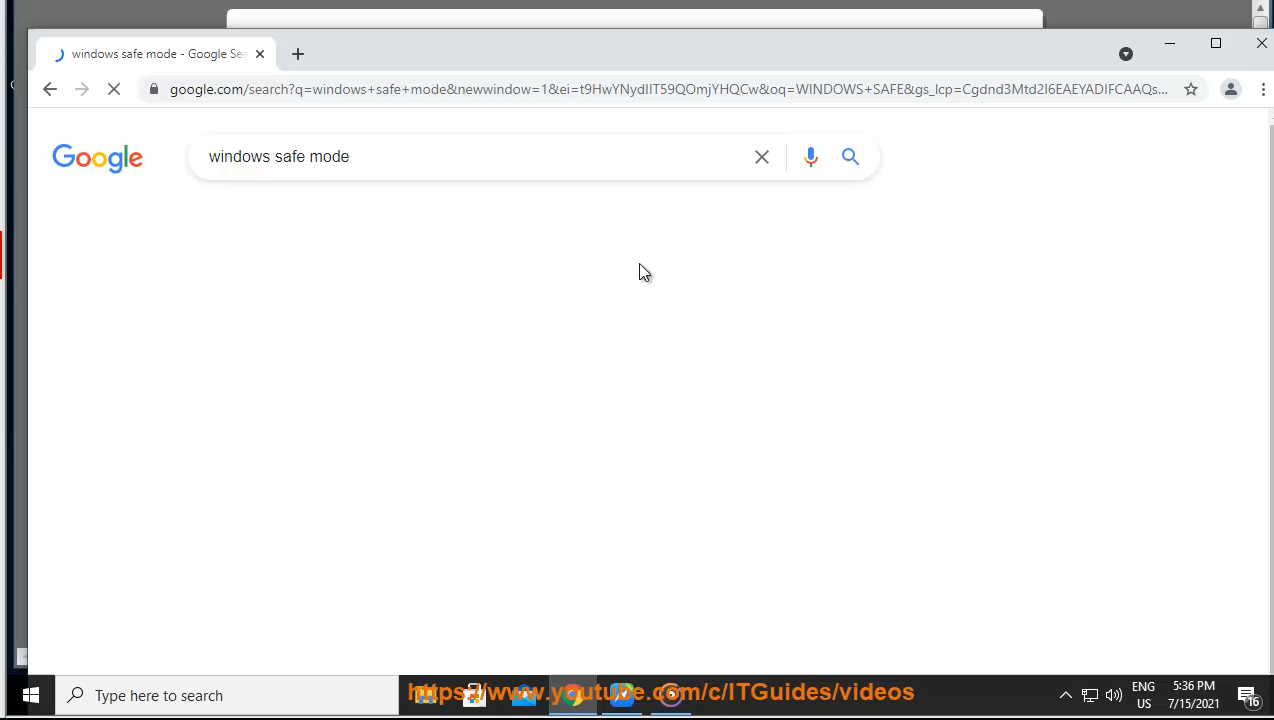 windows safe mode - Google Sea
google.com/search?q=windows+safe+mode&newwindow=1&ei=t9HwYNydIIT59QOmjYHQCw&oq=WINDOWS+SAFE&gs_lcp=Cgdnd3Mtd2l6EAEYADIFCAAQs...
Google
windows safe mode
https://www.youtube.com/c/ITGuides/videos
Type here to search
ENG
US
5:36 PM
7/15/2021
16